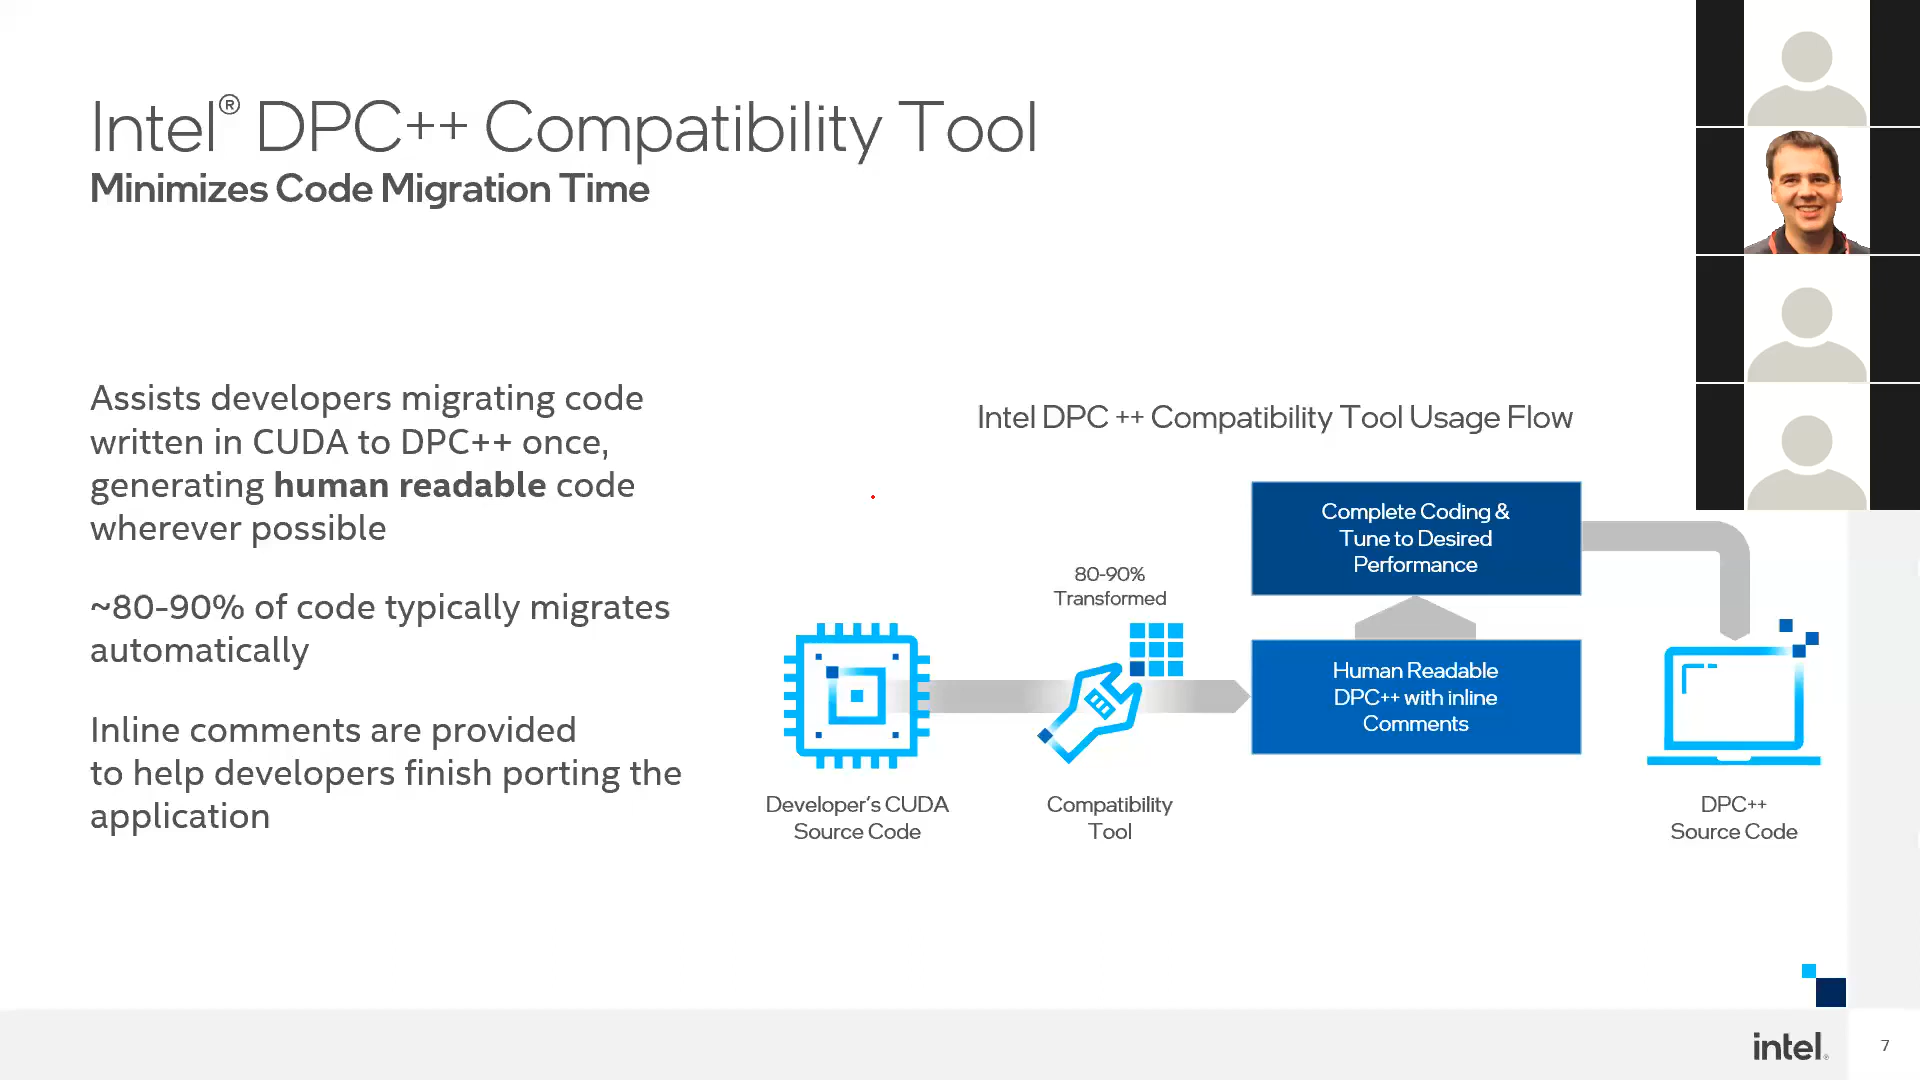 Intel® DPC++ Compatibility Tool
Minimizes Code Migration Time
Assists developers migrating code
written in CUDA to DPC++ once,
generating human readable code
wherever possible
~80-90% of code typically migrates
automatically
Inline comments are provided
to help developers finish porting the
application
Intel DPC ++ Compatibility Tool Usage Flow
Complete Coding &
Tune to Desired
Performance
80-90%
Transformed
Human Readable
DPC++ with inline
Comments
Developer's CUDA
Source Code
Compatibility
Tool
DPC++
Source Code
intel.
7